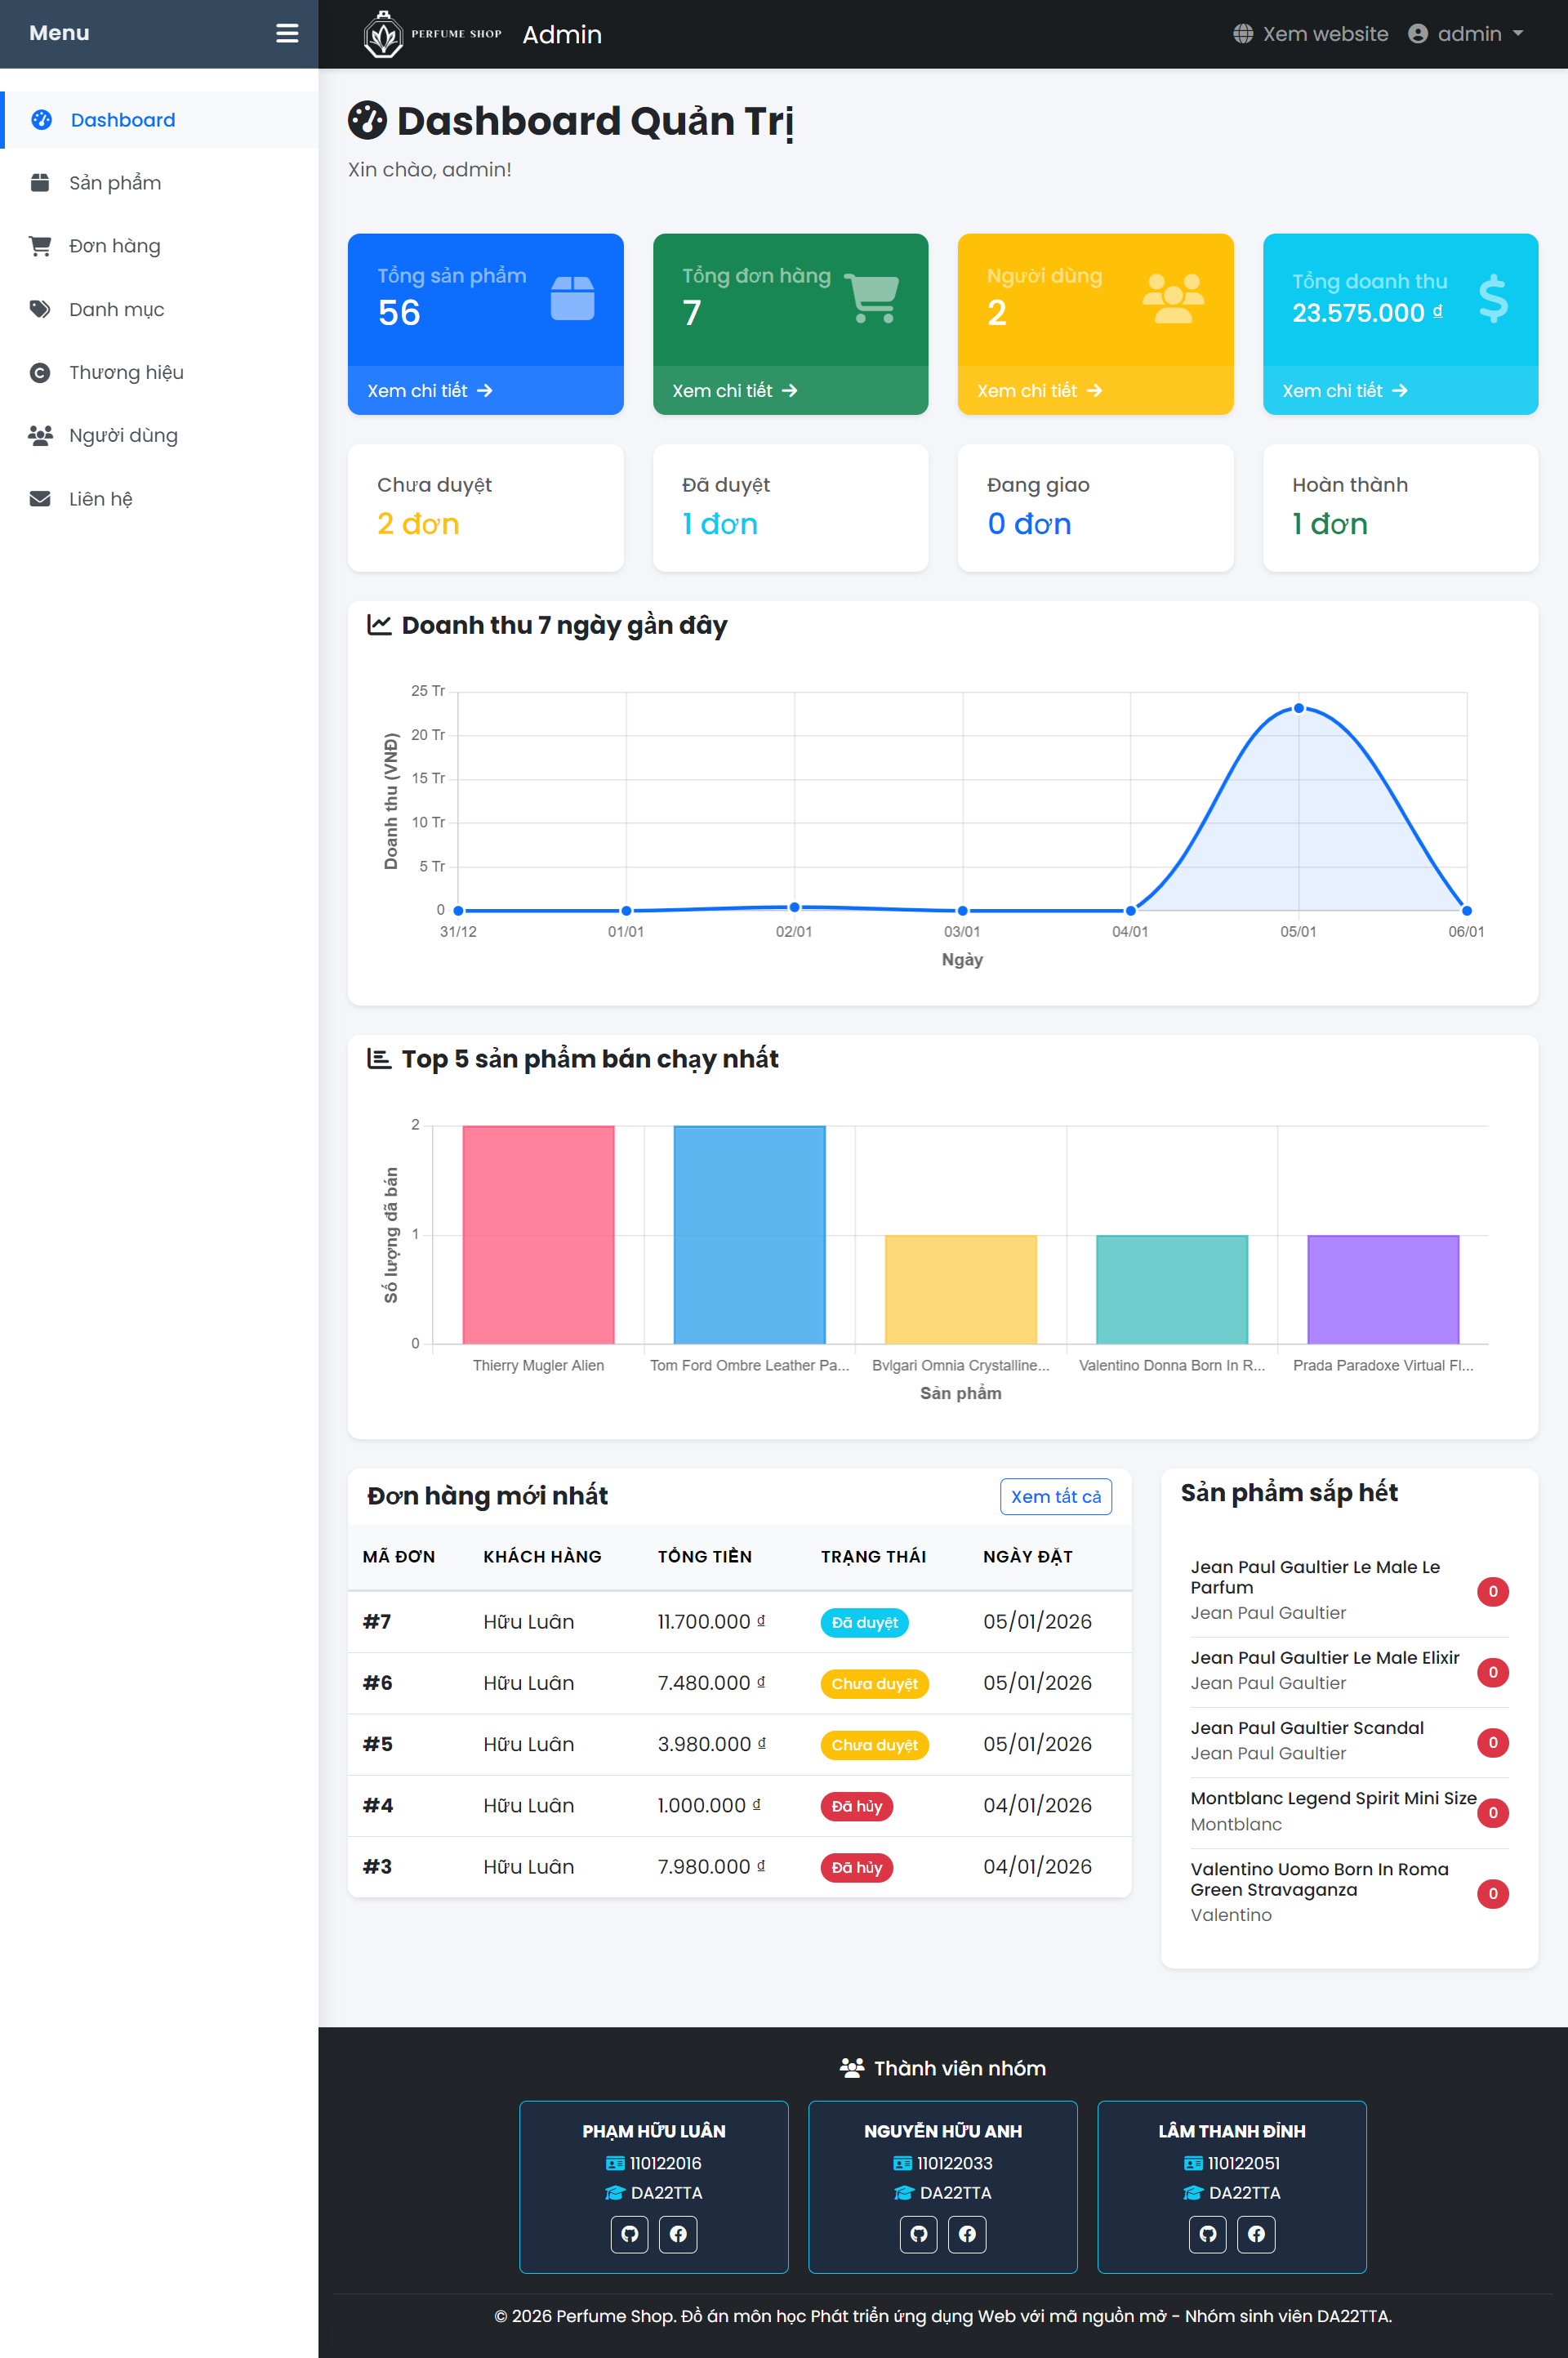 Menu
PERFUME SHOP
Admin
Xem website
admin
Dashboard
Sản phẩm
Đơn hàng
Danh mục
Thương hiệu
Người dùng
Liên hệ
Dashboard Quản Trị
Xin chào, admin!
Tổng sản phẩm
56
Xem chi tiết
Tổng đơn hàng
7
Xem chi tiết
Người dùng
2
Xem chi tiết
Tổng doanh thu
23.575.000 ₫
Xem chi tiết
Chưa duyệt
2 đơn
Đã duyệt
1 đơn
Đang giao
0 đơn
Hoàn thành
1 đơn
Doanh thu 7 ngày gần đây
Doanh thu (VNĐ)
25 Tr
20 Tr
15 Tr
10 Tr
5 Tr
0
31/12 01/01 02/01 03/01 04/01 05/01 06/01
Ngày
Top 5 sản phẩm bán chạy nhất
Số lượng đã bán
2
1
0
Thierry Mugler Alien Tom Ford Ombre Leather Pa... Bvlgari Omnia Crystalline... Valentino Donna Born In R... Prada Paradoxe Virtual Fl...
Sản phẩm
Đơn hàng mới nhất
Xem tất cả
MÃ ĐƠN KHÁCH HÀNG TỔNG TIỀN TRẠNG THÁI NGÀY ĐẶT
#7 Hữu Luân 11.700.000 ₫ Đã duyệt 05/01/2026
#6 Hữu Luân 7.480.000 ₫ Chưa duyệt 05/01/2026
#5 Hữu Luân 3.980.000 ₫ Chưa duyệt 05/01/2026
#4 Hữu Luân 1.000.000 ₫ Đã hủy 04/01/2026
#3 Hữu Luân 7.980.000 ₫ Đã hủy 04/01/2026
Sản phẩm sắp hết
Jean Paul Gaultier Le Male Le
Parfum
Jean Paul Gaultier
0
Jean Paul Gaultier Le Male Elixir
Jean Paul Gaultier
0
Jean Paul Gaultier Scandal
Jean Paul Gaultier
0
Montblanc Legend Spirit Mini Size
Montblanc
0
Valentino Uomo Born In Roma
Green Stravaganza
Valentino
0
Thành viên nhóm
PHẠM HỮU LUÂN
110122016
DA22TTA
NGUYỄN HỮU ANH
110122033
DA22TTA
LÂM THANH ĐỈNH
110122051
DA22TTA
© 2026 Perfume Shop. Đồ án môn học Phát triển ứng dụng Web với mã nguồn mở - Nhóm sinh viên DA22TTA.